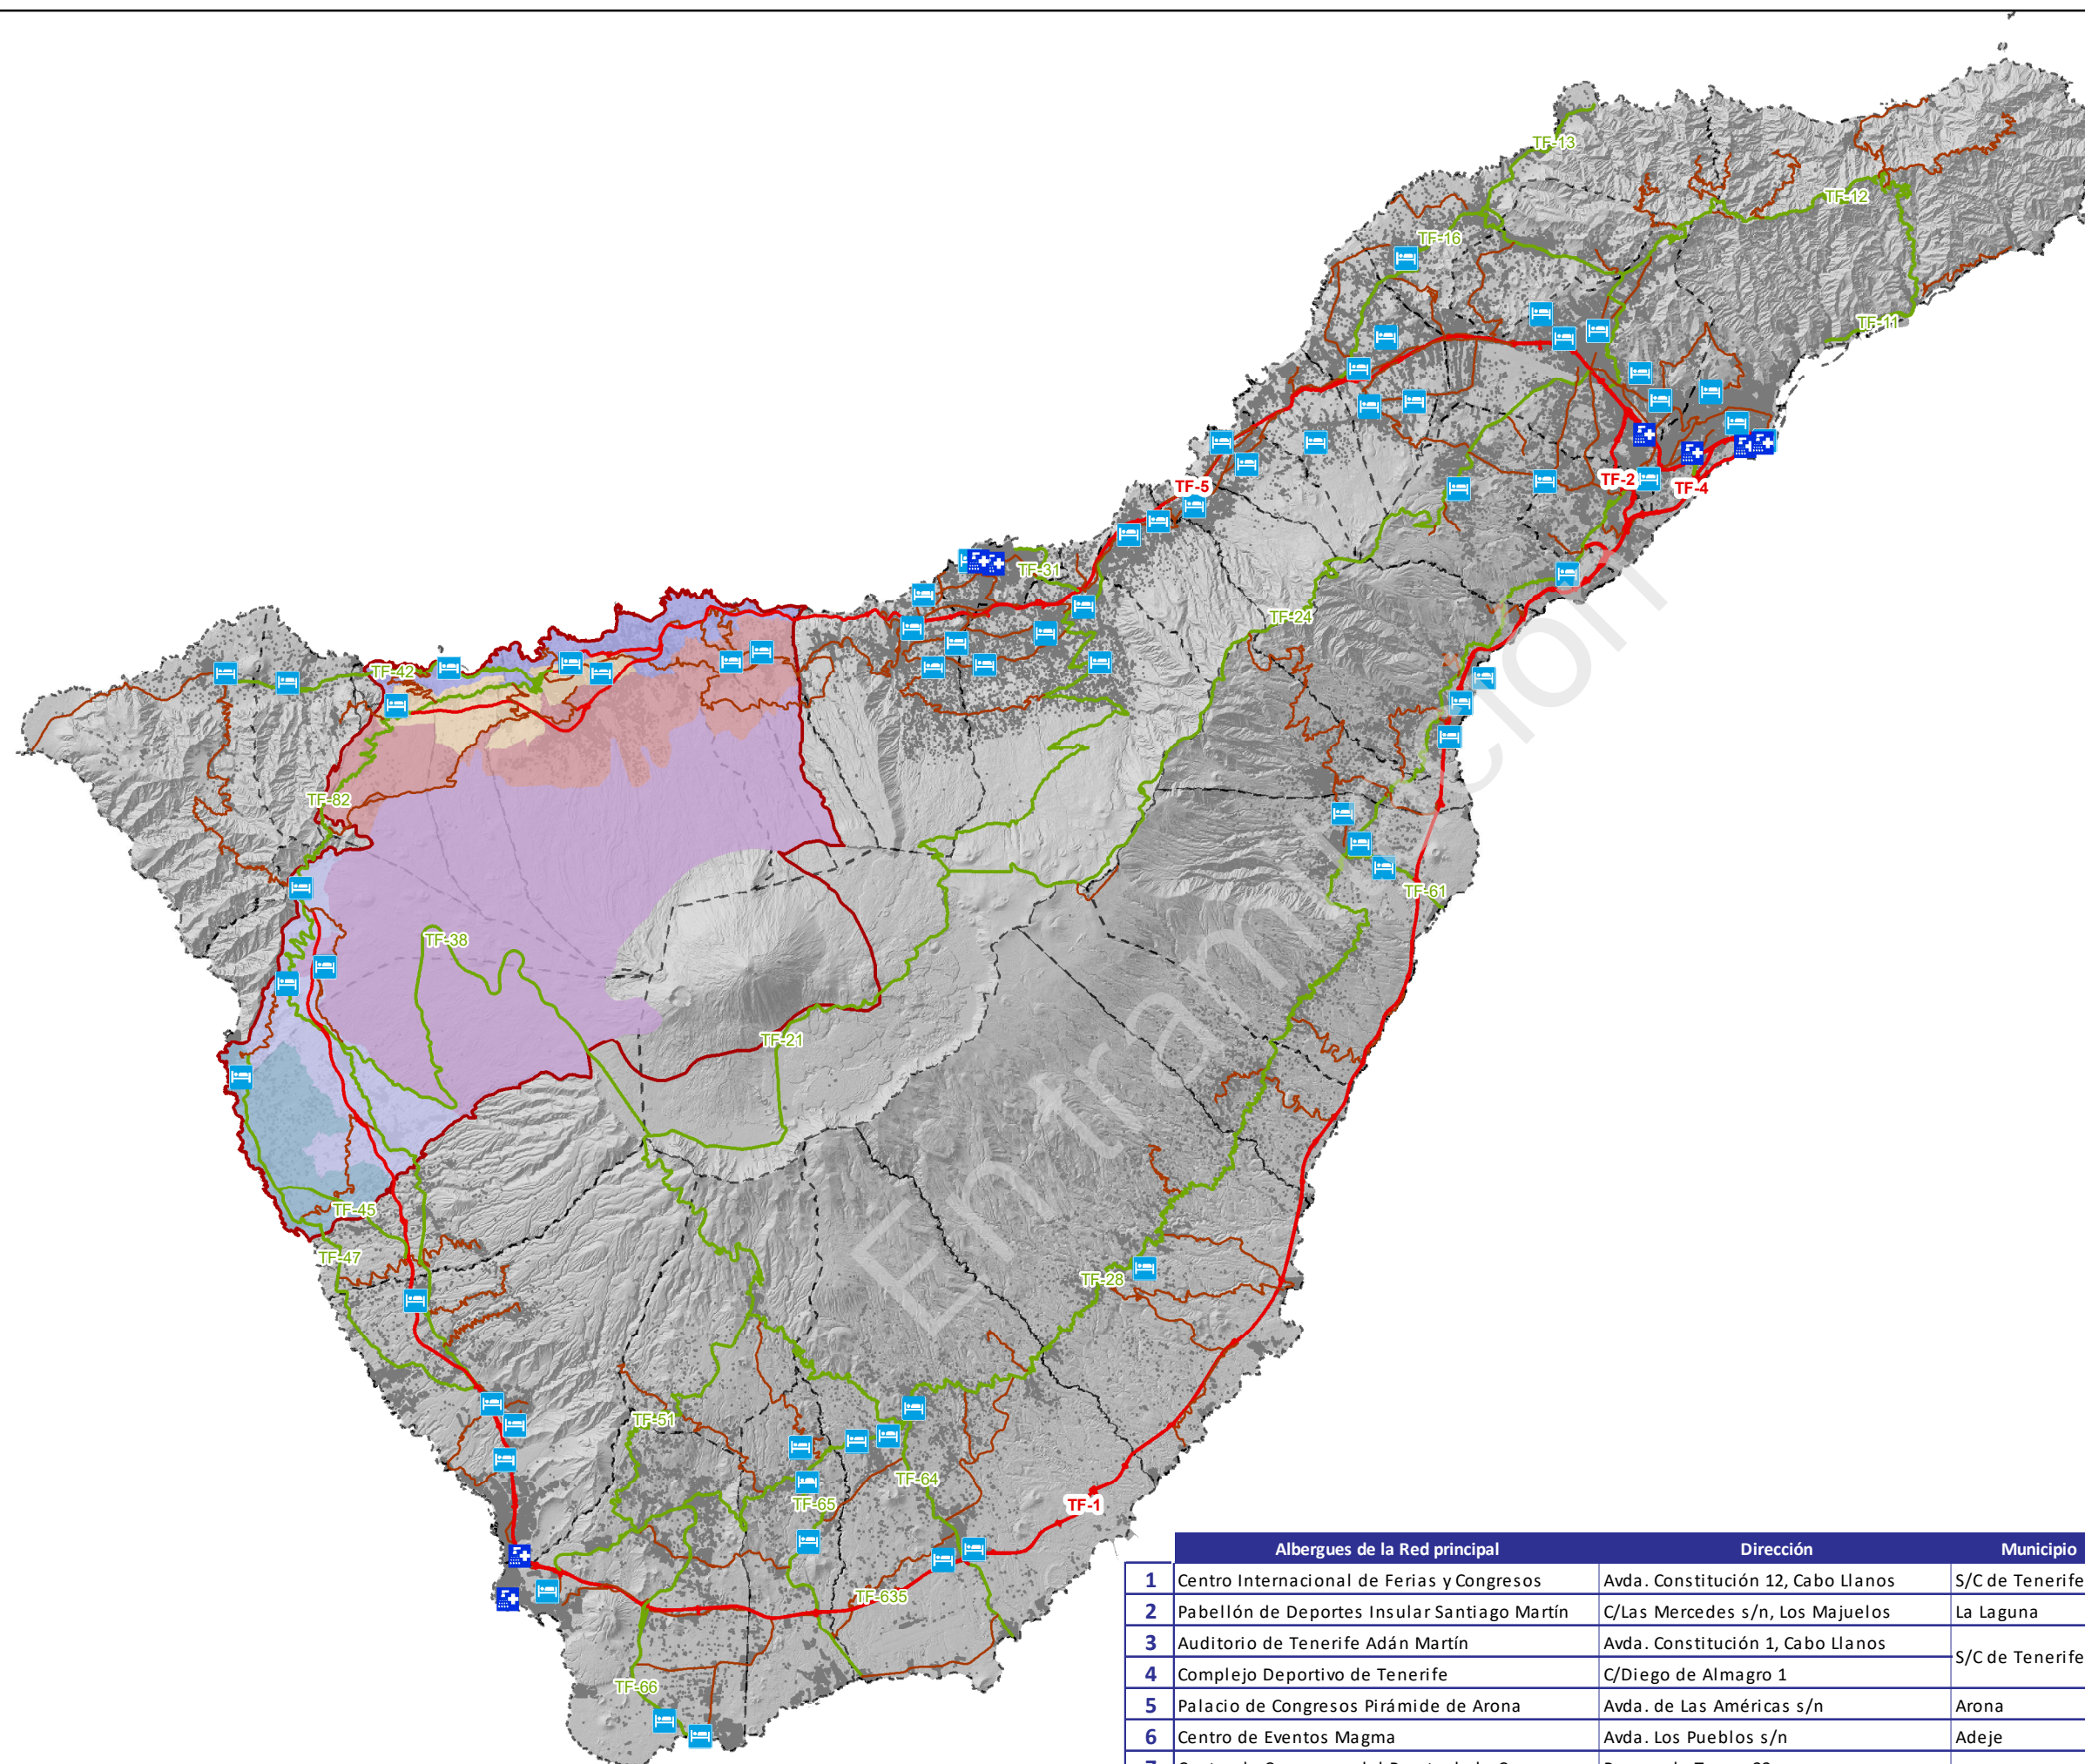 TF-13
TF-12
TF-16
TF-11
TF-5
TF-2
TF-4
TF-31
TF-24
TF-42
TF-82
TF-61
TF-38
TF-21
TF-45
TF-47
TF-28
TF-51
TF-64
TF-65
TF-1
TF-635
TF-66
Albergues de la Red principal Dirección Municipio
1 Centro Internacional de Ferias y Congresos Avda. Constitución 12, Cabo Llanos S/C de Tenerife
2 Pabellón de Deportes Insular Santiago Martín C/Las Mercedes s/n, Los Majuelos La Laguna
3 Auditorio de Tenerife Adán Martín Avda. Constitución 1, Cabo Llanos S/C de Tenerife
4 Complejo Deportivo de Tenerife C/Diego de Almagro 1
5 Palacio de Congresos Pirámide de Arona Avda. de Las Américas s/n Arona
6 Centro de Eventos Magma Avda. Los Pueblos s/n Adeje